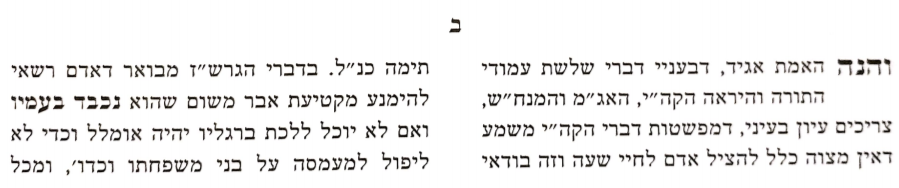 ב
והנה האמת אגיד, דבעניי דברי שלשת עמודי
התורה והיראה הקה״י, האג״מ והמנח״ש,
צריכים עיון בעיני, דמפשטות דברי הקה״י משמע
דאין מצוה כלל להציל אדם לחיי שעה וזה בודאי
תימה כנ״ל. בדברי הגרש״ז מבואר דאדם רשאי
להימנע מקטיעת אבר משום שהוא נכבד בעמיו
ואם לא יוכל ללכת ברגליו יהיה אומלל וכדי לא
ליפול למעמסה על בני משפחתו וכדו׳, ומכל